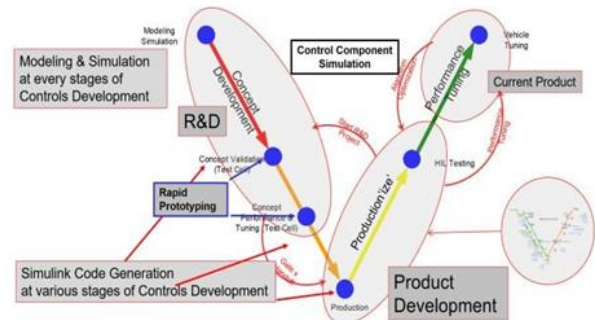 Modeling
Simulation
Vehicle
Tuning
Modeling & Simulation
at every stages of
Controls Development
Control Component
Simulation
Concept
Development
Performance
Tuning
Current Product
R&D
Start R&D
Project
Performance
Tuning
Concept Validation
(Test Cell)
HIL Testing
Rapid
Prototyping
Concept
Performance &
Tuning (Test Cell)
Production'ize'
Simulink Code Generation
at various stages of Controls Development
Production
Product
Development